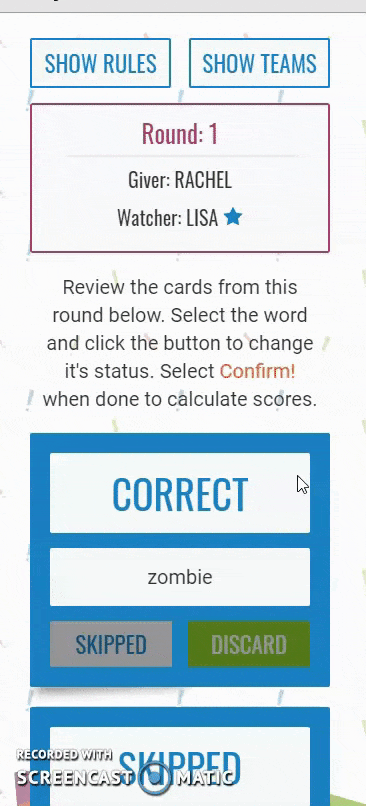 SHOW RULES SHOW TEAMS
Round: 1
Giver: RACHEL
Watcher: LISA
Review the cards from this
round below. Select the word
and click the button to change
it's status. Select Confirm!
when done to calculate scores.
CORRECT
zombie
SKIPPED DISCARD
SKIPPED
RECORDED WITH
SCREENCAST MATIC